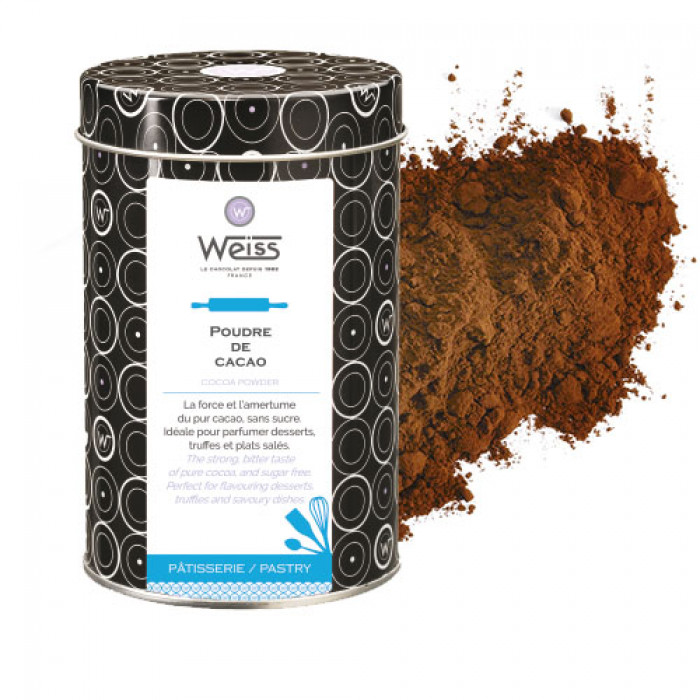 W
Weiss
LE CHOCOLAT DEPUIS 1882
FRANCE
POUDRE
DE
CACAO
COCOA POWDER
La force et l'amertume
du pur cacao, sans sucre.
Idéale pour parfumer desserts,
truffes et plats salés.
The strong, bitter taste
of pure cocoa, and sugar free.
Perfect for flavouring desserts,
truffles and savoury dishes.
PÂTISSERIE / PASTRY